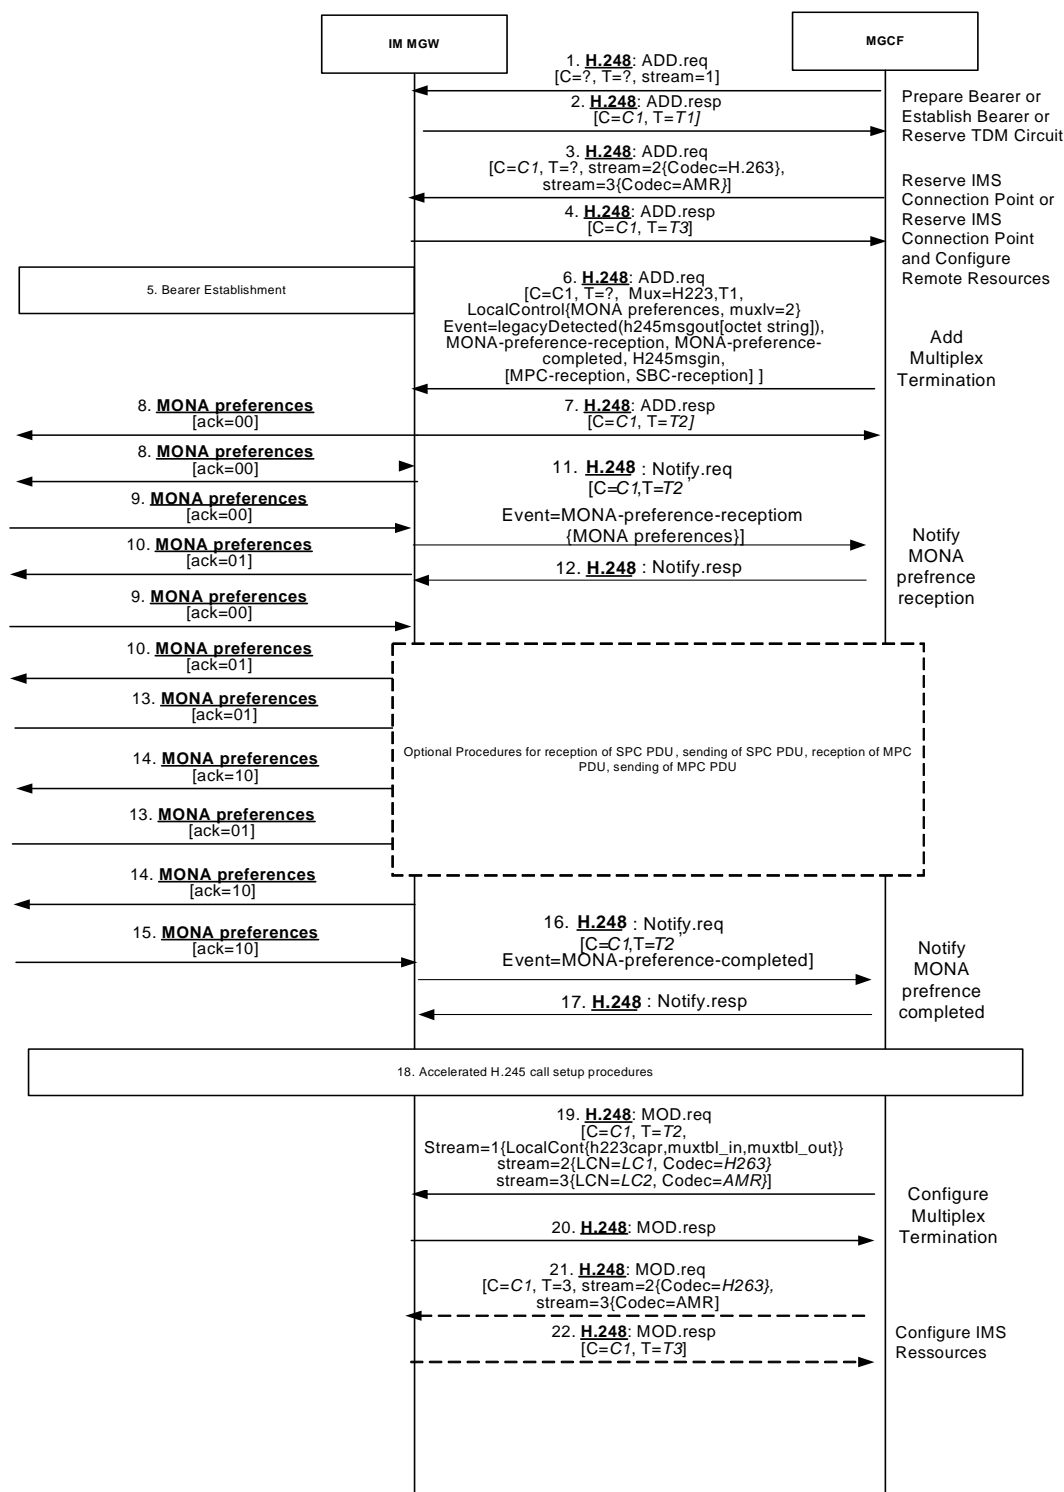 IM MGW
MGCF
1. H.248: ADD.req
[C=?, T=?, stream=1]
2. H.248: ADD.resp
[C=C1, T=T1]
Prepare Bearer or
Establish Bearer or
Reserve TDM Circuit
3. H.248: ADD.req
[C=C1, T=?, stream=2{Codec=H.263},
stream=3{Codec=AMR}]
4. H.248: ADD.resp
[C=C1, T=T3]
Reserve IMS
Connection Point or
Reserve IMS
Connection Point
and Configure
Remote Resources
5. Bearer Establishment
6. H.248: ADD.req
[C=C1, T=?, Mux=H223,T1,
LocalControl{MONA preferences, muxlv=2}
Event=legacyDetected(h245msgout[octet string]),
MONA-preference-reception, MONA-preference-
completed, H245msgin,
[MPC-reception, SBC-reception] ]
Add
Multiplex
Termination
8. MONA preferences
[ack=00]
7. H.248: ADD.resp
[C=C1, T=T2]
8. MONA preferences
[ack=00]
11. H.248 : Notify.req
[C=C1,T=T2 ,
Event=MONA-preference-receptiom
{MONA preferences}]
9. MONA preferences
[ack=00]
10. MONA preferences
[ack=01]
12. H.248 : Notify.resp
Notify
MONA
prefrence
reception
9. MONA preferences
[ack=00]
10. MONA preferences
[ack=01]
13. MONA preferences
[ack=01]
Optional Procedures for reception of SPC PDU, sending of SPC PDU, reception of MPC
PDU, sending of MPC PDU
14. MONA preferences
[ack=10]
13. MONA preferences
[ack=01]
14. MONA preferences
[ack=10]
15. MONA preferences
[ack=10]
16. H.248 : Notify.req
[C=C1,T=T2 ,
Event=MONA-preference-completed]
17. H.248 : Notify.resp
Notify
MONA
prefrence
completed
18. Accelerated H.245 call setup procedures
19. H.248: MOD.req
[C=C1, T=T2,
Stream=1{LocalCont{h223capr,muxtbl_in,muxtbl_out}}
stream=2{LCN=LC1, Codec=H263}
stream=3{LCN=LC2, Codec=AMR}]
20. H.248: MOD.resp
Configure
Multiplex
Termination
21. H.248: MOD.req
[C=C1, T=3, stream=2{Codec=H263},
stream=3{Codec=AMR]
22. H.248: MOD.resp
[C=C1, T=T3]
Configure IMS
Ressources